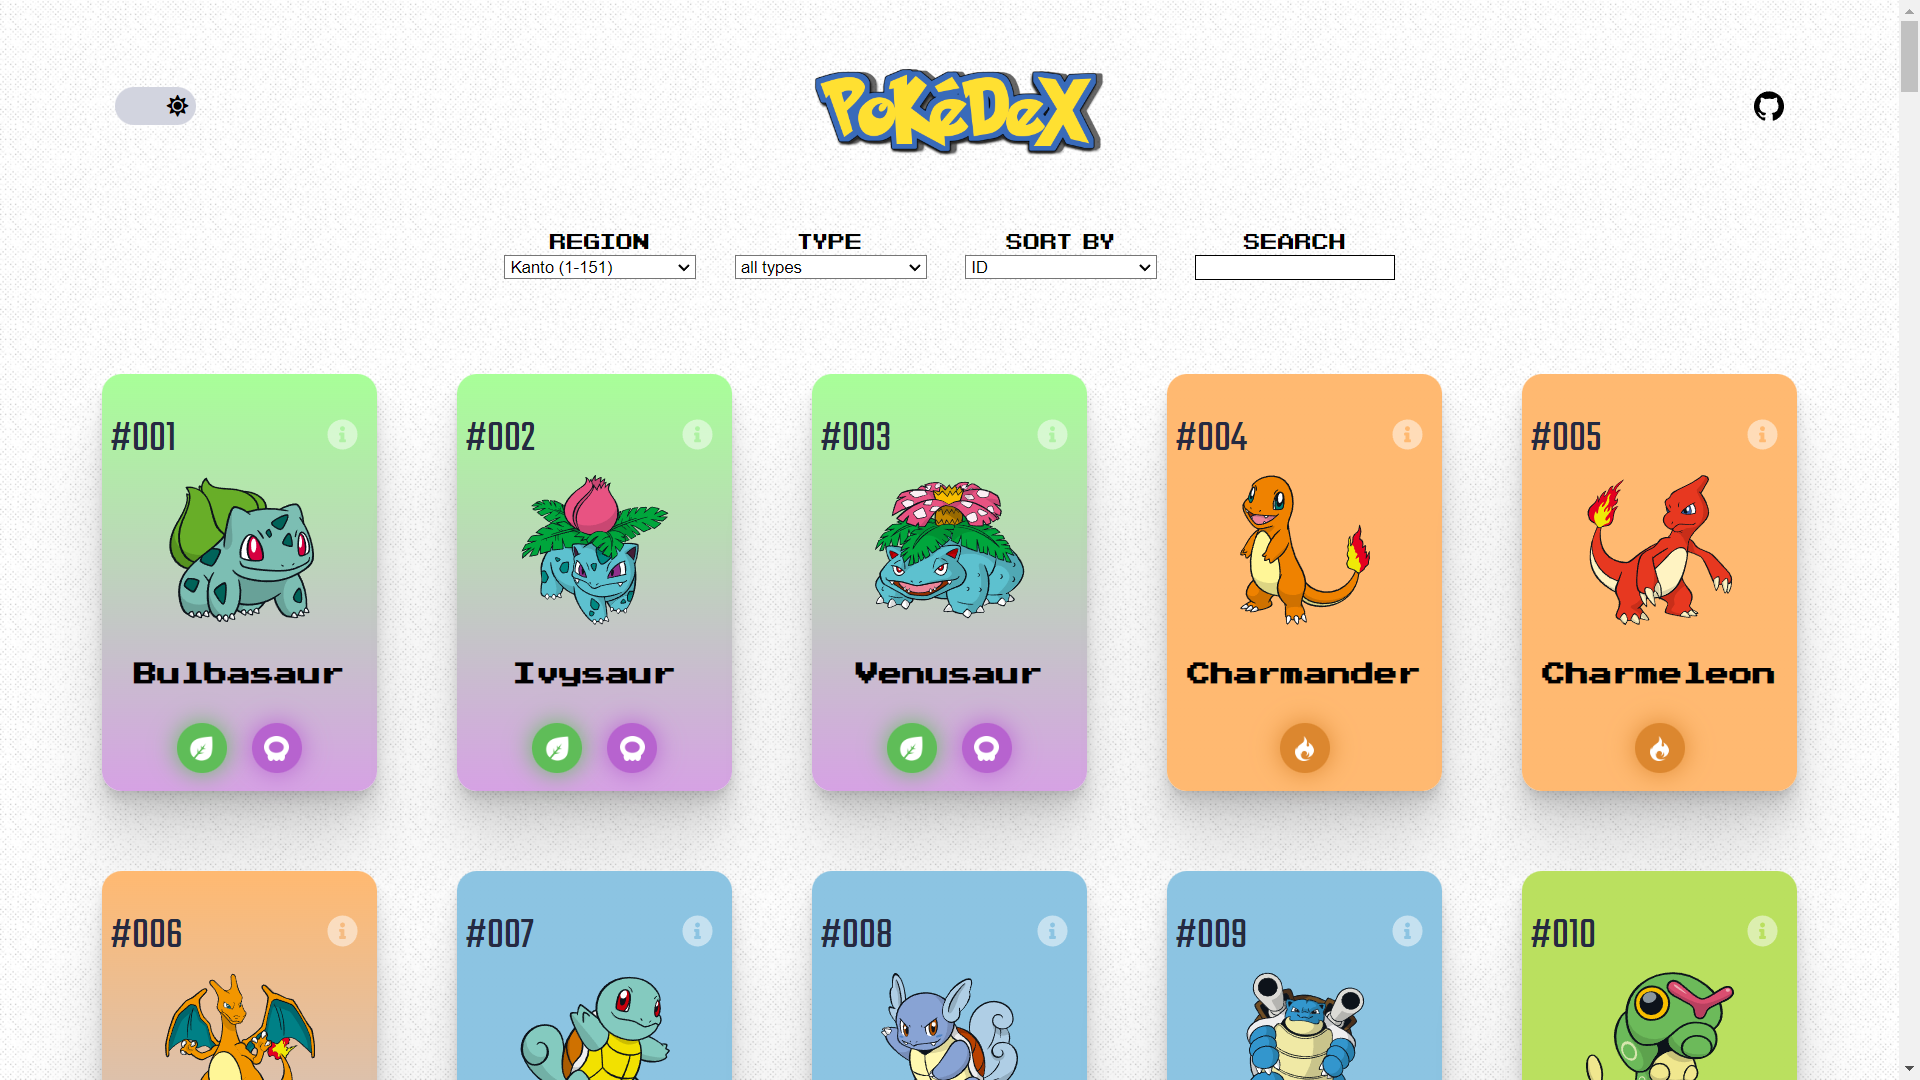 PoKéDeX
REGION TYPE SORT BY SEARCH
Kanto (1-151) all types ID
#001 #002 #003 #004 #005
Bulbasaur Ivysaur Venusaur Charmander Charmeleon
#006 #007 #008 #009 #010